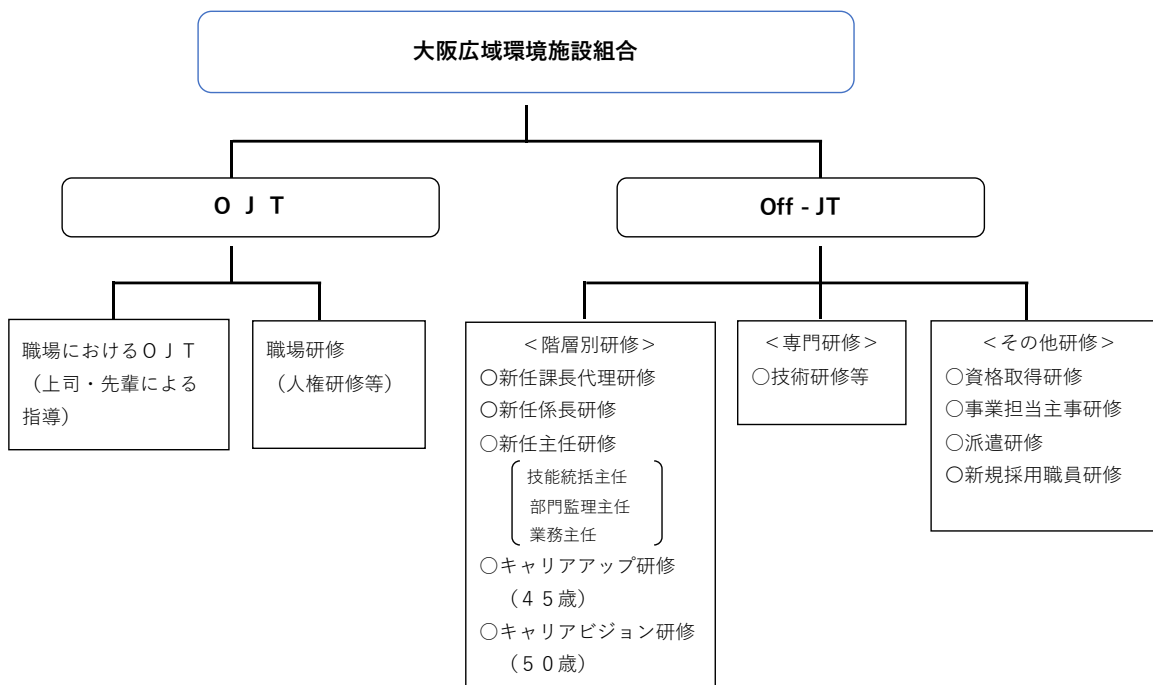 大阪広域環境施設組合
ＯＪＴ
Off - JT
職場におけるＯＪＴ
（上司・先輩による
指導）
職場研修
（人権研修等）
＜階層別研修＞
〇新任課長代理研修
〇新任係長研修
○新任主任研修
技能統括主任
部門監理主任
業務主任
○キャリアアップ研修
（４５歳）
○キャリアビジョン研修
（５０歳）
＜専門研修＞
○技術研修等
＜その他研修＞
○資格取得研修
○事業担当主事研修
○派遣研修
〇新規採用職員研修